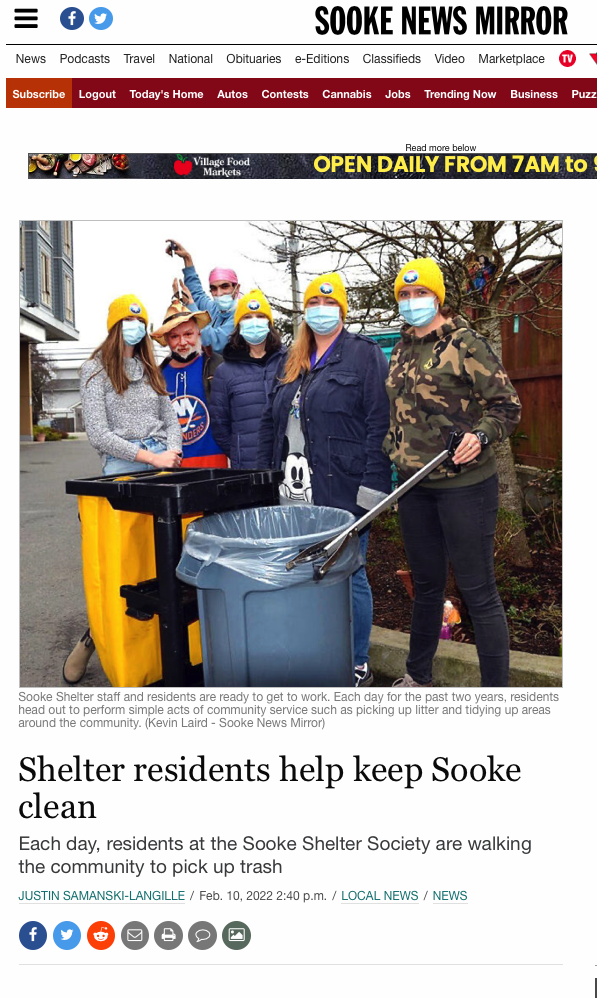 SOOKE NEWS MIRROR
News Podcasts Travel National Obituaries e-Editions Classifieds Video Marketplace TV
Subscribe Logout Today's Home Autos Contests Cannabis Jobs Trending Now Business Puzz
Read more below
Village Food
Markets
OPEN DAILY FROM 7AM to 9
NY
NDERS
Sooke Shelter staff and residents are ready to get to work. Each day for the past two years, residents
head out to perform simple acts of community service such as picking up litter and tidying up areas
around the community. (Kevin Laird - Sooke News Mirror)
Shelter residents help keep Sooke
clean
Each day, residents at the Sooke Shelter Society are walking
the community to pick up trash
JUSTIN SAMANSKI-LANGILLE / Feb. 10, 2022 2:40 p.m. / LOCAL NEWS / NEWS